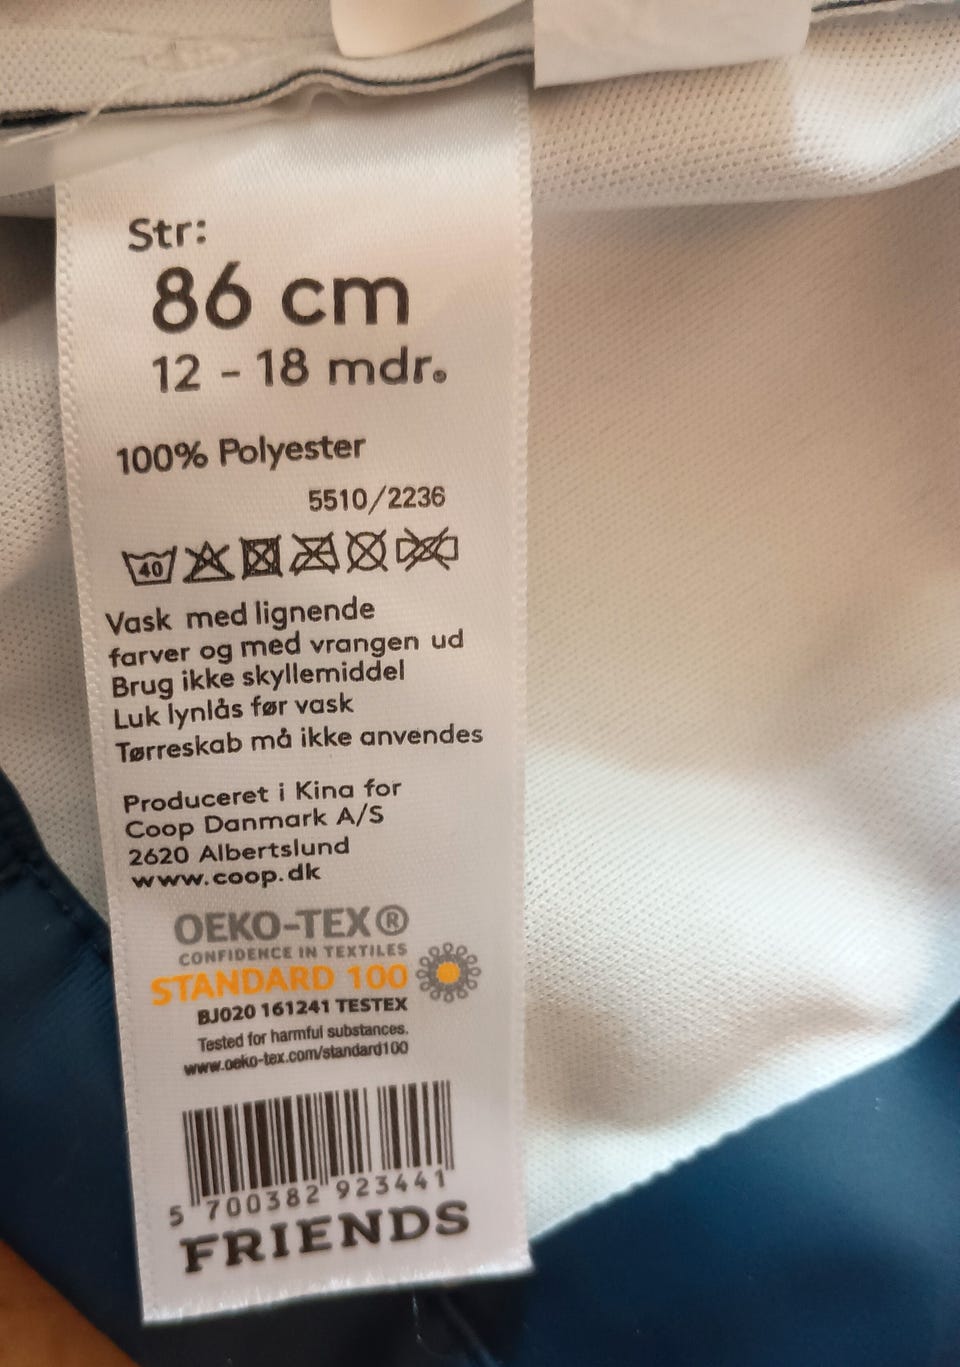 Str:
86 cm
12 - 18 mdr.
100% Polyester
5510/2236
40
Vask med lignende
farver og med vrangen ud
Brug ikke skyllemiddel
Luk lynlås før vask
Tørreskab må ikke anvendes
Produceret i Kina for
Coop Danmark A/S
2620 Albertslund
www.coop.dk
OEKO-TEX®
CONFIDENCE IN TEXTILES
STANDARD 100
BJ020 161241 TESTEX
Tested for harmful substances.
www.oeko-tex.com/standard100
5 700382 923441
FRIENDS